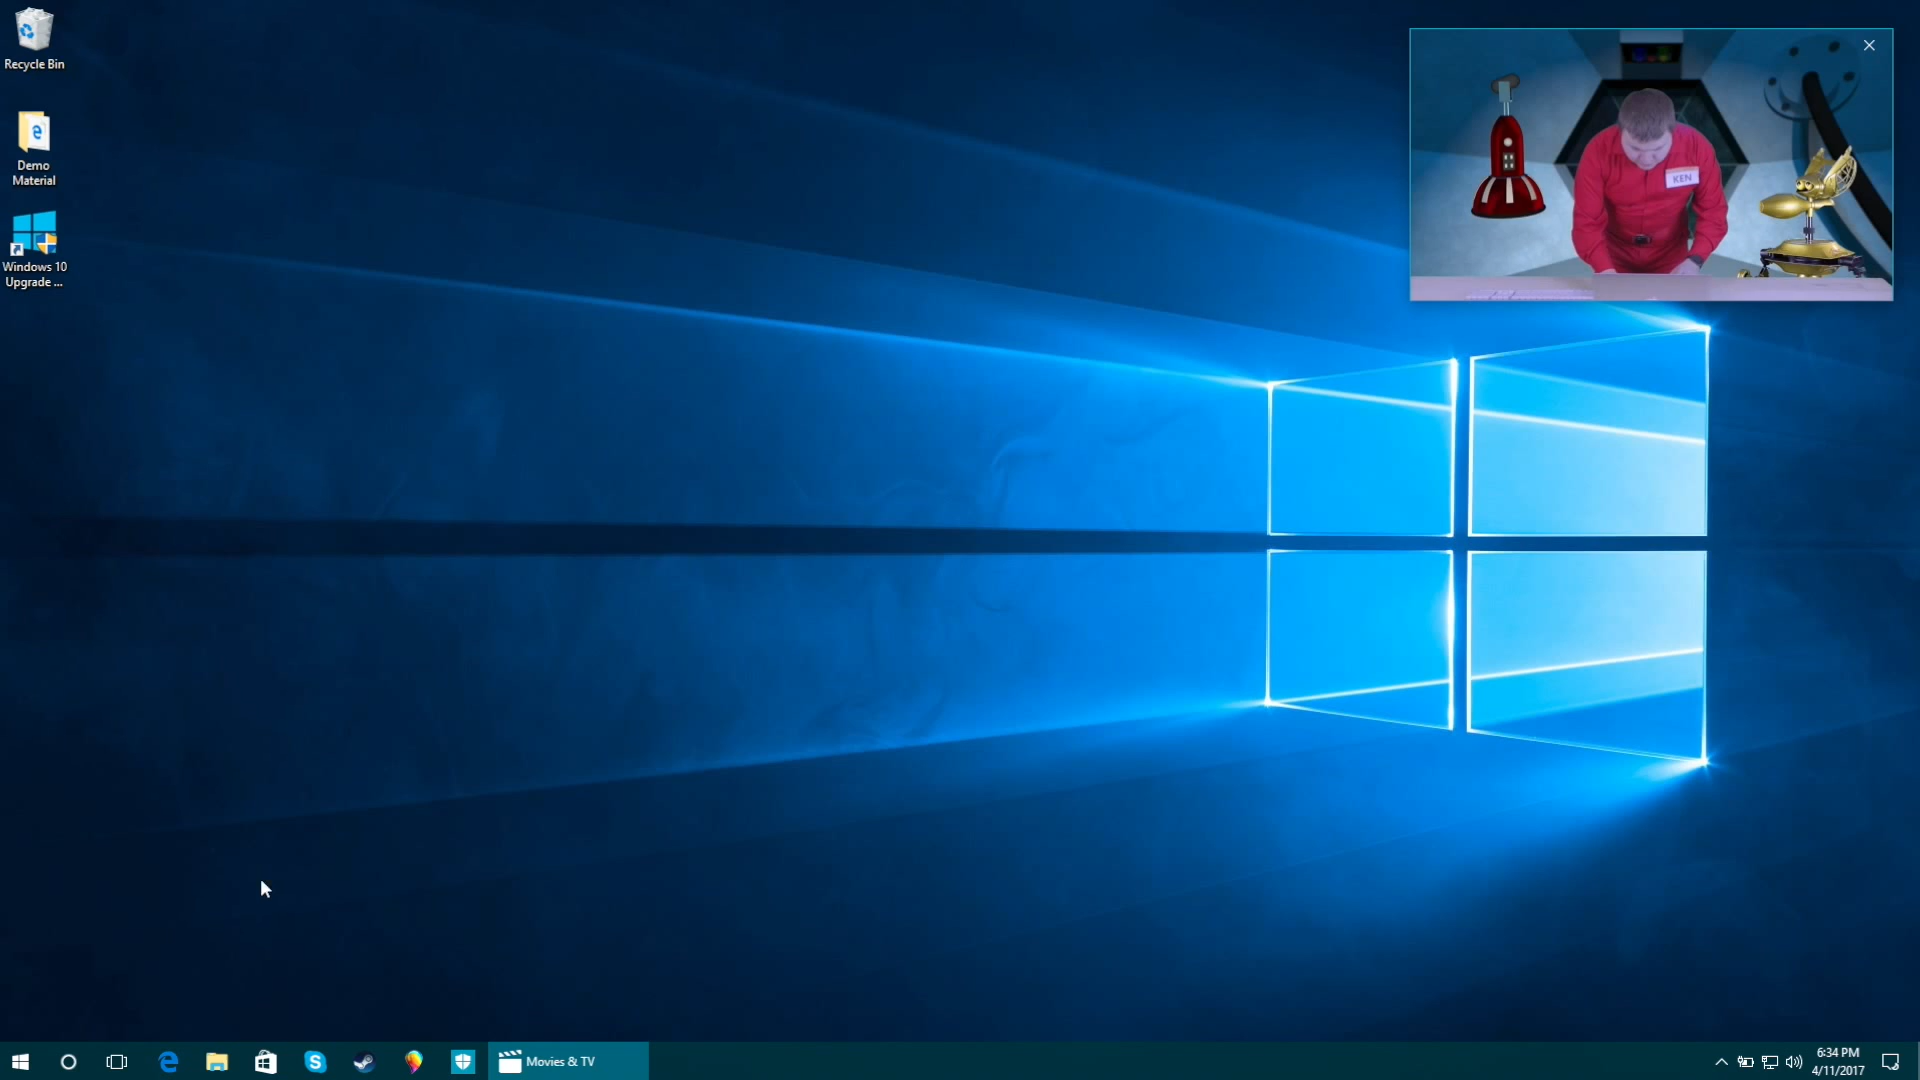 Recycle Bin
Demo
Material
Windows 10
Upgrade ...
KEN
Movies & TV
6:34 PM
4/11/2017